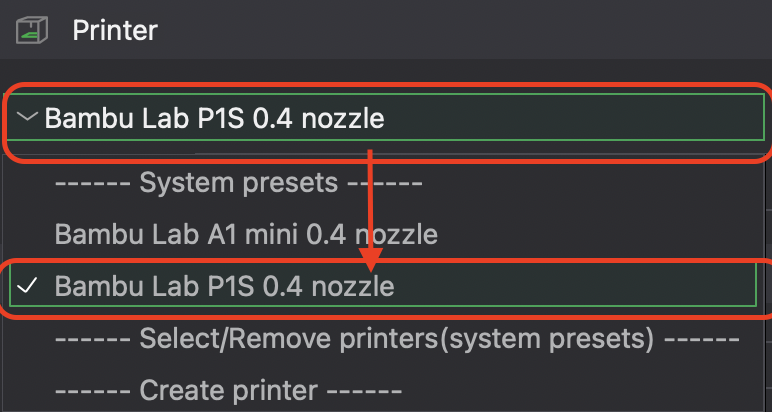 Printer
Bambu Lab P1S 0.4 nozzle
------ System presets ------
Bambu Lab A1 mini 0.4 nozzle
Bambu Lab P1S 0.4 nozzle
------ Select/Remove printers(system presets) ------
------ Create printer ------